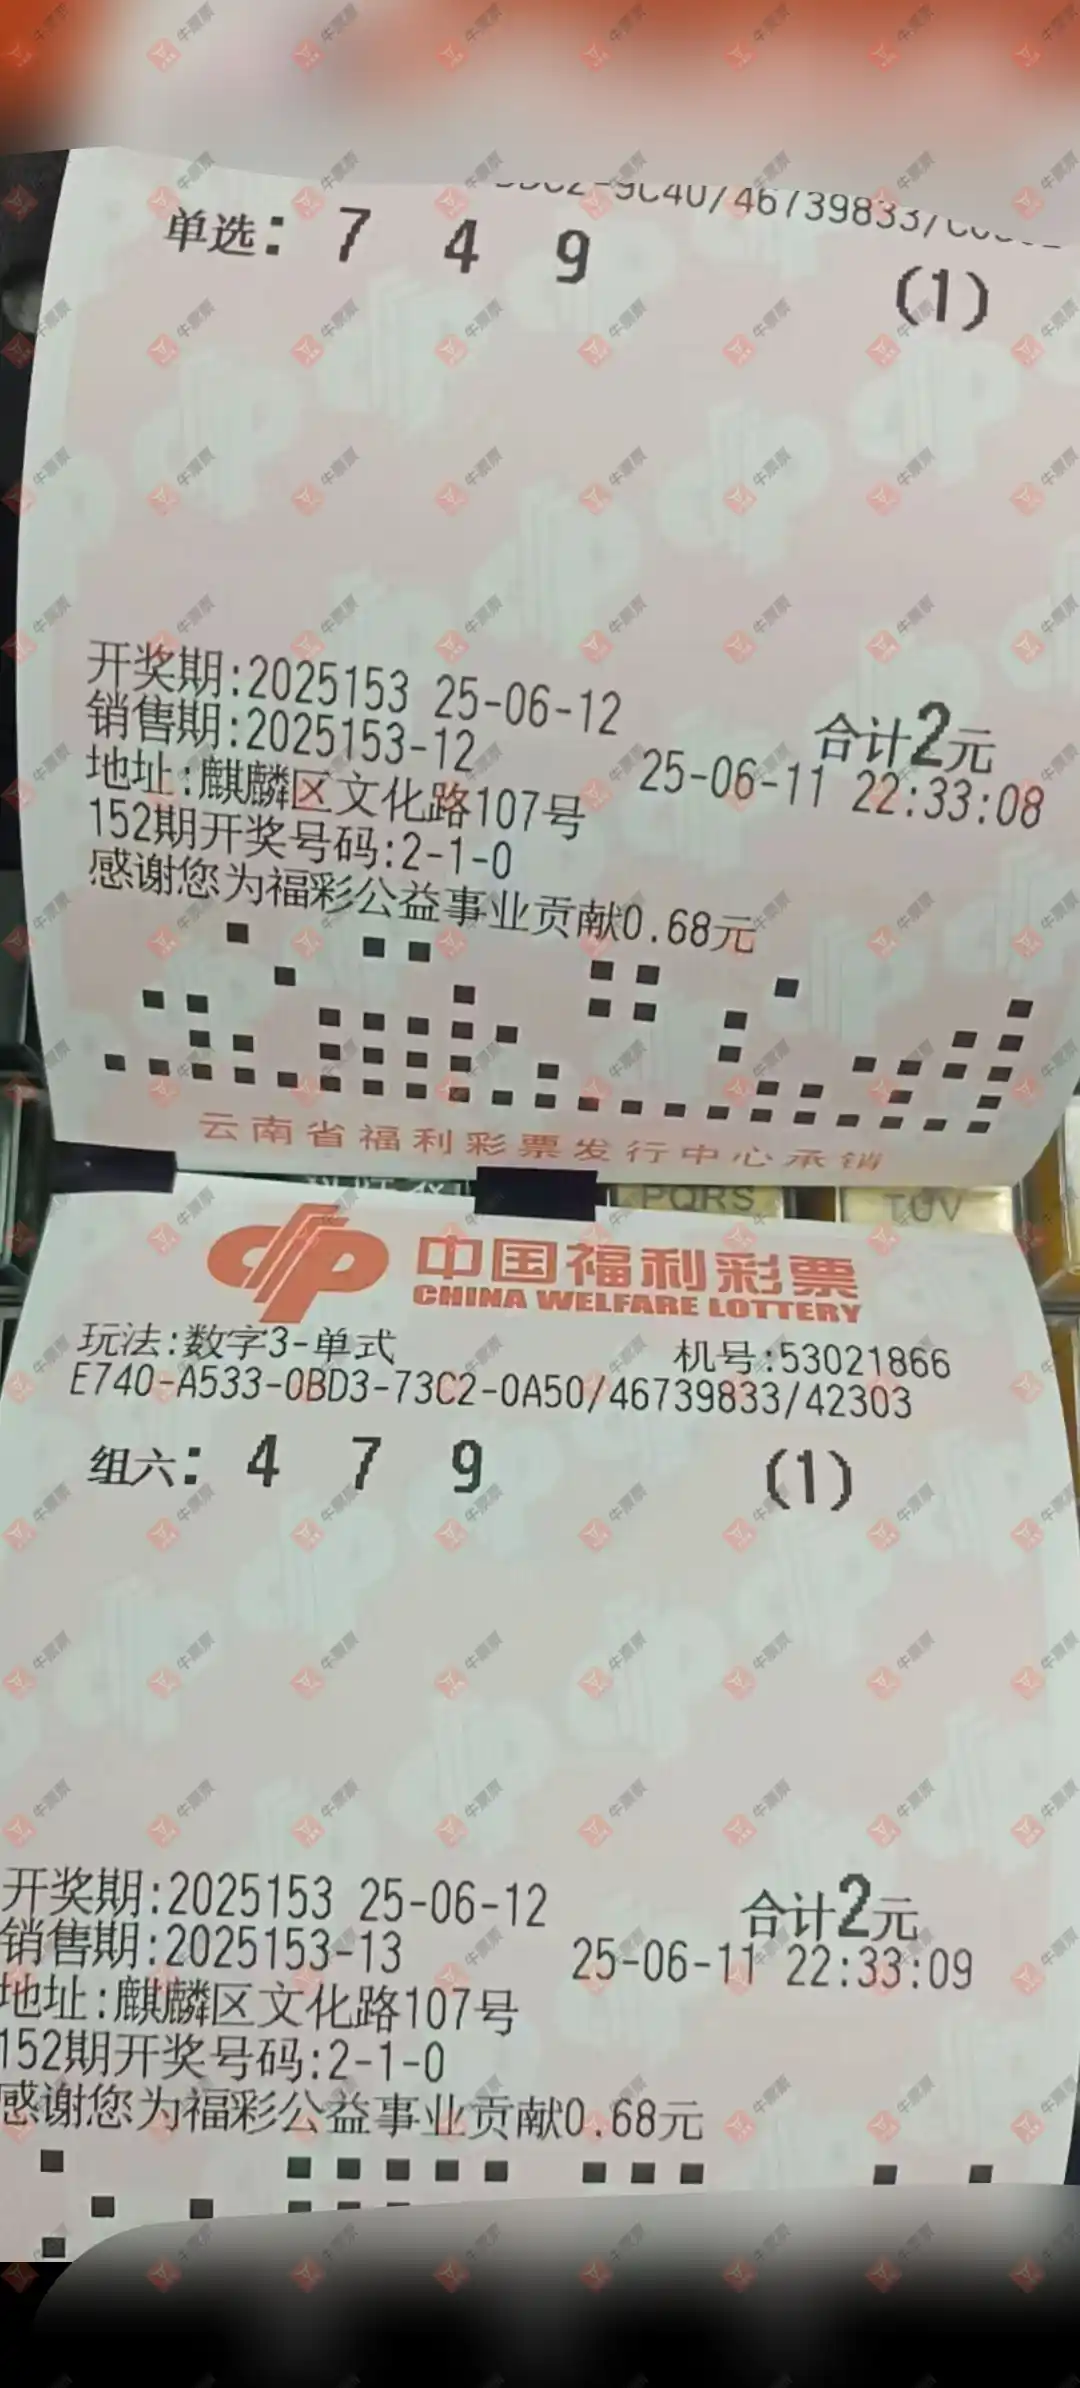 单选: 7 4 9 (1)
开奖期:2025153 25-06-12 合计2元
销售期:2025153-12 25-06-11 22:33:08
地址:麒麟区文化路107号
152期开奖号码:2-1-0
感谢您为福彩公益事业贡献0.68元
云南省福利彩票发行中心承销
PQRS TUV
中国福利彩票
CHINA WELFARE LOTTERY
玩法:数字3-单式 机号:53021866
E740-A533-0BD3-73C2-0A50/46739833/42303
组六: 4 7 9 (1)
开奖期:2025153 25-06-12 合计2元
销售期:2025153-13 25-06-11 22:33:09
地址:麒麟区文化路107号
152期开奖号码:2-1-0
感谢您为福彩公益事业贡献0.68元